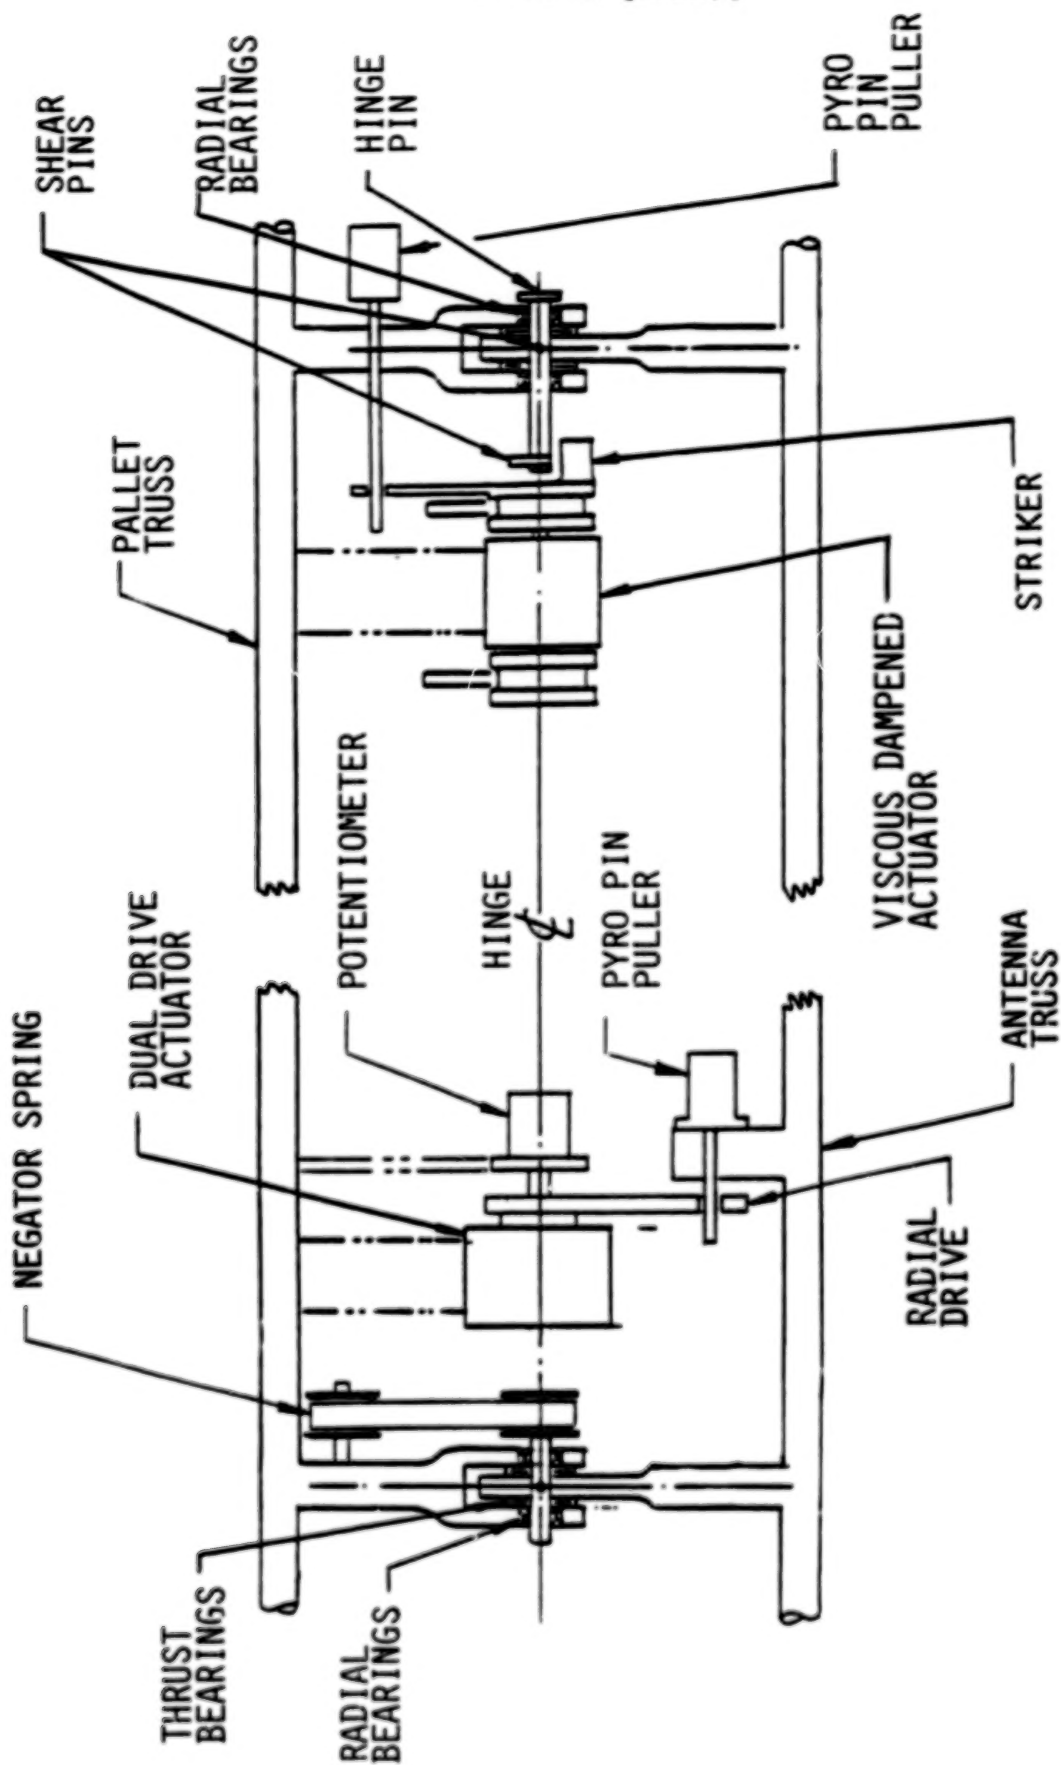 NEGATOR SPRING
DUAL DRIVE
ACTUATOR
POTENTIOMETER
PALLET
TRUSS
SHEAR
PINS
RADIAL
BEARINGS
HINGE
PIN
PYRO
PIN
PULLER
THRUST
BEARINGS
RADIAL
BEARINGS
HINGE
PYRO PIN
PULLER
RADIAL
DRIVE
ANTENNA
TRUSS
VISCOUS DAMPENED
ACTUATOR
STRIKER